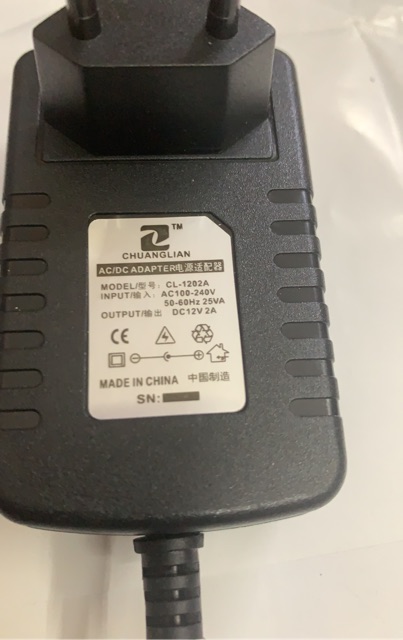 TM
CHUANGLIAN
AC/DC ADAPTER电源适配器
MODEL/型号: CL-1202A
INPUT/输入: AC100-240V
50-60Hz 25VA
OUTPUT/输出 DC12V 2A
CE
MADE IN CHINA 中国制造
SN: